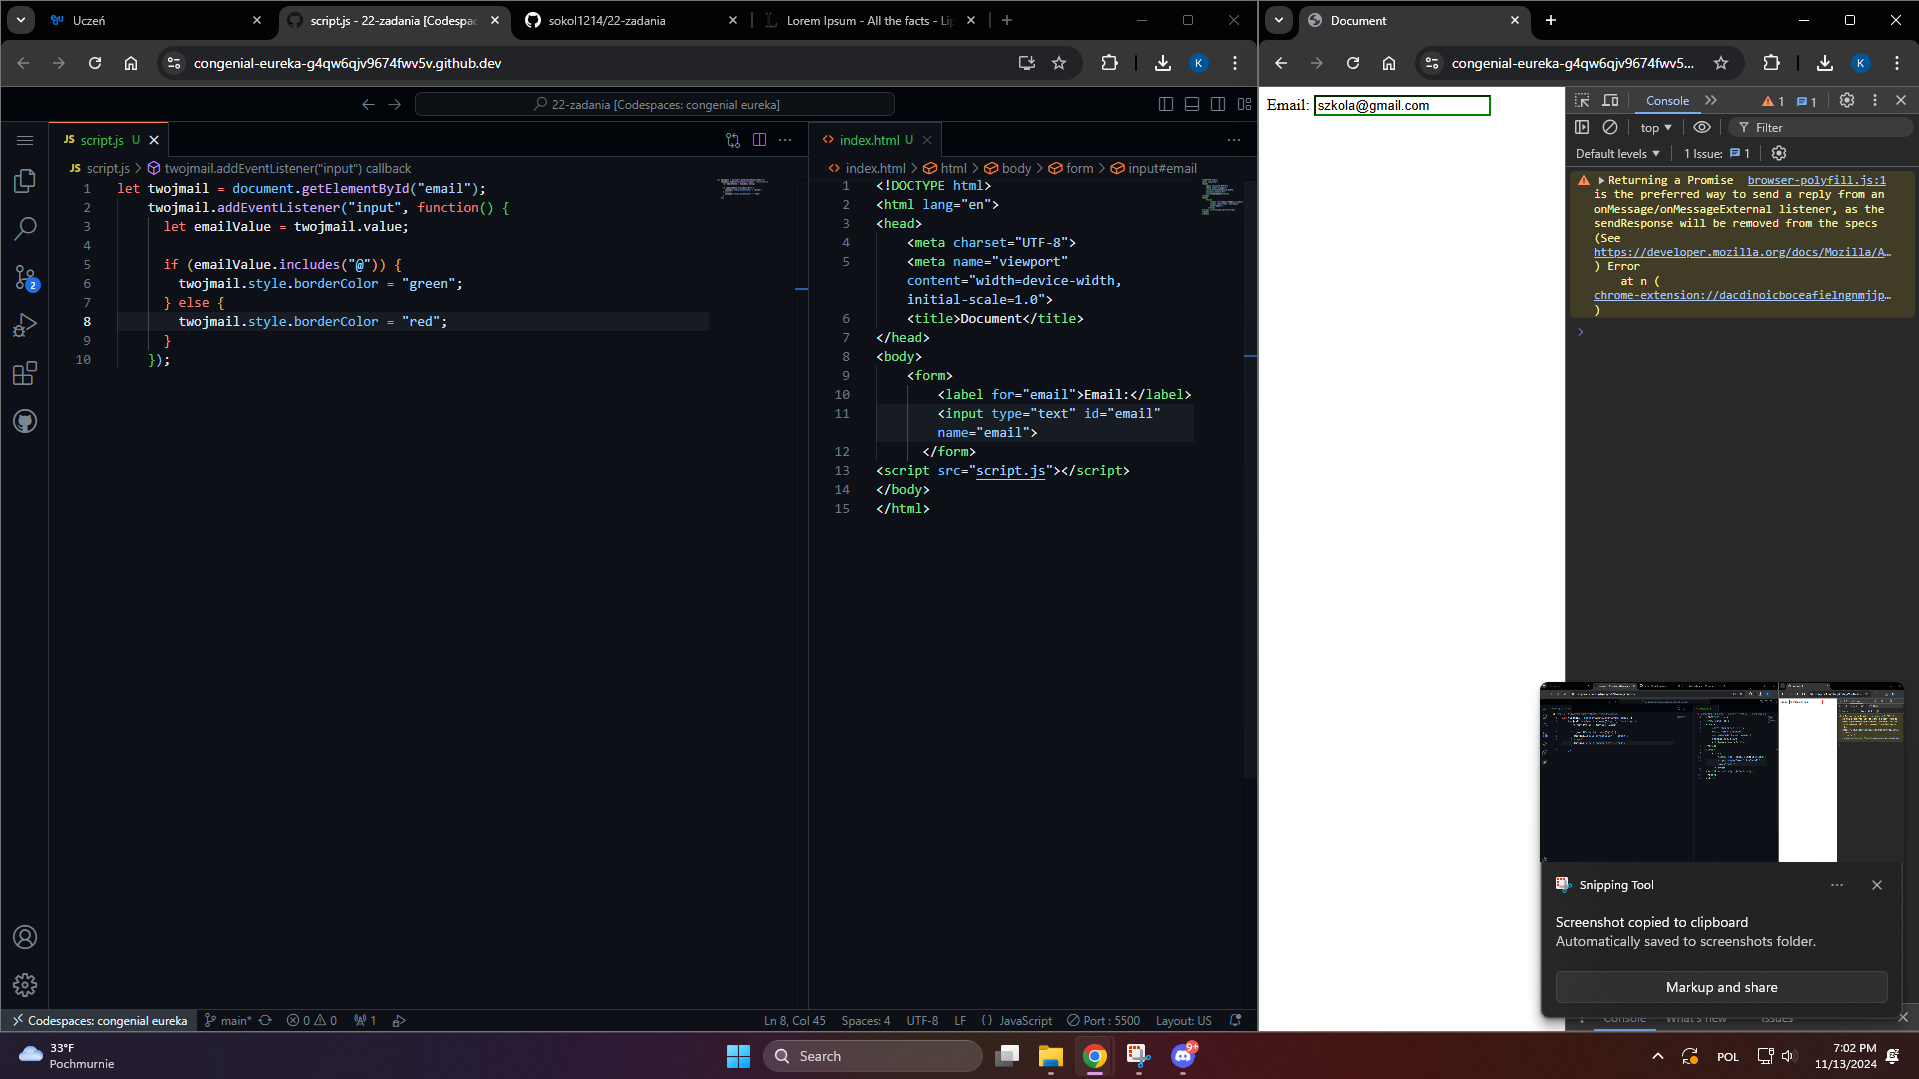 Uczeń
script.js - 22-zadania [Codespac
sokol1214/22-zadania
Lorem Ipsum - All the facts - Lip
Document
congenial-eureka-g4qw6qjv9674fwv5v.github.dev
K
congenial-eureka-g4qw6qjv9674fwv5...
K
22-zadania [Codespaces: congenial eureka]
JS script.js U
JS script.js > twojmail.addEventListener("input") callback
1 let twojmail = document.getElementById("email");
2 twojmail.addEventListener("input", function() {
3 let emailValue = twojmail.value;
4
5 if (emailValue.includes("@")) {
6 twojmail.style.borderColor = "green";
7 } else {
8 twojmail.style.borderColor = "red";
9 }
10 });
2
index.html U
index.html > html > body > form > input#email
1 <!DOCTYPE html>
2 <html lang="en">
3 <head>
4 <meta charset="UTF-8">
5 <meta name="viewport"
content="width=device-width,
initial-scale=1.0">
6 <title>Document</title>
7 </head>
8 <body>
9 <form>
10 <label for="email">Email:</label>
11 <input type="text" id="email"
name="email">
12 </form>
13 <script src="script.js"></script>
14 </body>
15 </html>
Email: szkola@gmail.com
Console 1 1
top Filter
Default levels 1 Issue: 1
Returning a Promise browser-polyfill.js:1
is the preferred way to send a reply from an
onMessage/onMessageExternal listener, as the
sendResponse will be removed from the specs
(See
https://developer.mozilla.org/docs/Mozilla/A…
) Error
at n (
chrome-extension://dacdinoicboceafielngnmjjp…
)
Snipping Tool
Screenshot copied to clipboard
Automatically saved to screenshots folder.
Markup and share
Console What's new Issues
Codespaces: congenial eureka main* 0 0 1
Ln 8, Col 45 Spaces: 4 UTF-8 LF {} JavaScript Port : 5500 Layout: US
33°F
Pochmurnie
Search
9+
POL
7:02 PM
11/13/2024